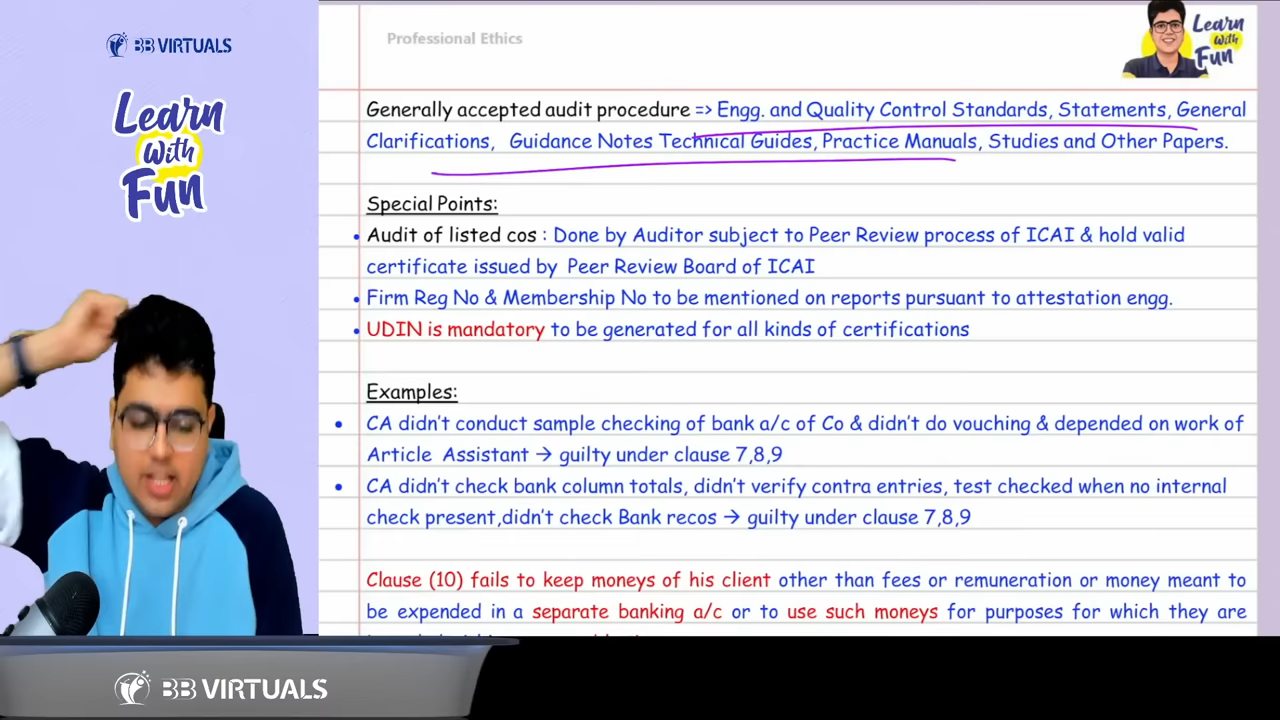 BB VIRTUALS
Learn
With
Fun
Professional Ethics
Learn
With
Fun
Generally accepted audit procedure => Engg. and Quality Control Standards, Statements, General
Clarifications, Guidance Notes Technical Guides, Practice Manuals, Studies and Other Papers.
Special Points:
• Audit of listed cos : Done by Auditor subject to Peer Review process of ICAI & hold valid
certificate issued by Peer Review Board of ICAI
• Firm Reg No & Membership No to be mentioned on reports pursuant to attestation engg.
• UDIN is mandatory to be generated for all kinds of certifications
Examples:
• CA didn't conduct sample checking of bank a/c of Co & didn't do vouching & depended on work of
Article Assistant → guilty under clause 7,8,9
• CA didn't check bank column totals, didn't verify contra entries, test checked when no internal
check present,didn't check Bank recos → guilty under clause 7,8,9
Clause (10) fails to keep moneys of his client other than fees or remuneration or money meant to
be expended in a separate banking a/c or to use such moneys for purposes for which they are
BB VIRTUALS